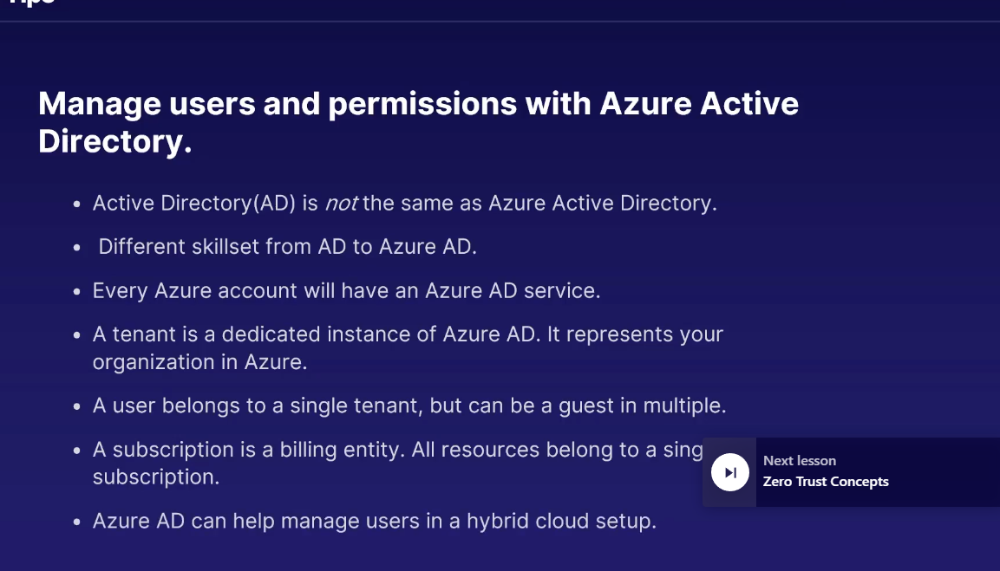 Tips
Manage users and permissions with Azure Active
Directory.
Active Directory(AD) is not the same as Azure Active Directory.
Different skillset from AD to Azure AD.
Every Azure account will have an Azure AD service.
A tenant is a dedicated instance of Azure AD. It represents your
organization in Azure.
A user belongs to a single tenant, but can be a guest in multiple.
A subscription is a billing entity. All resources belong to a sing
subscription.
Next lesson
Zero Trust Concepts
Azure AD can help manage users in a hybrid cloud setup.